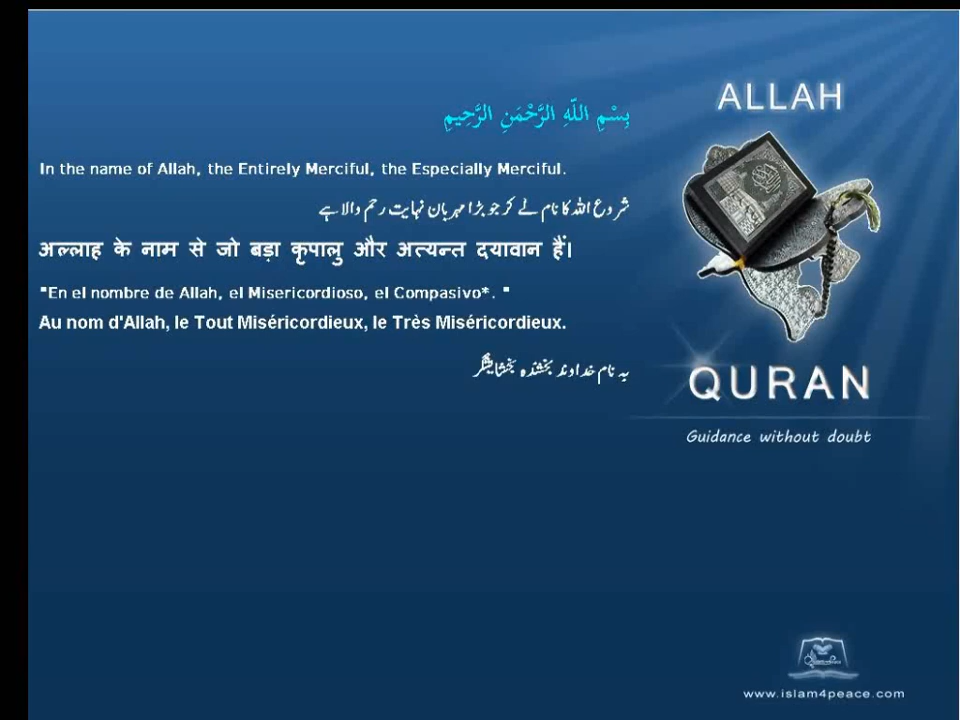 بِسْمِ اللَّهِ الرَّحْمَنِ الرَّحِيمِ
In the name of Allah, the Entirely Merciful, the Especially Merciful.
شروع اللہ کا نام لے کر جو بڑا مہربان نہایت رحم والا ہے
अल्लाह के नाम से जो बड़ा कृपालु और अत्यन्त दयावान हैं।
"En el nombre de Allah, el Misericordioso, el Compasivo*. "
Au nom d'Allah, le Tout Miséricordieux, le Très Miséricordieux.
به نام خداوند بخشنده بخشایشگر
ALLAH
QURAN
Guidance without doubt
www.islam4peace.com